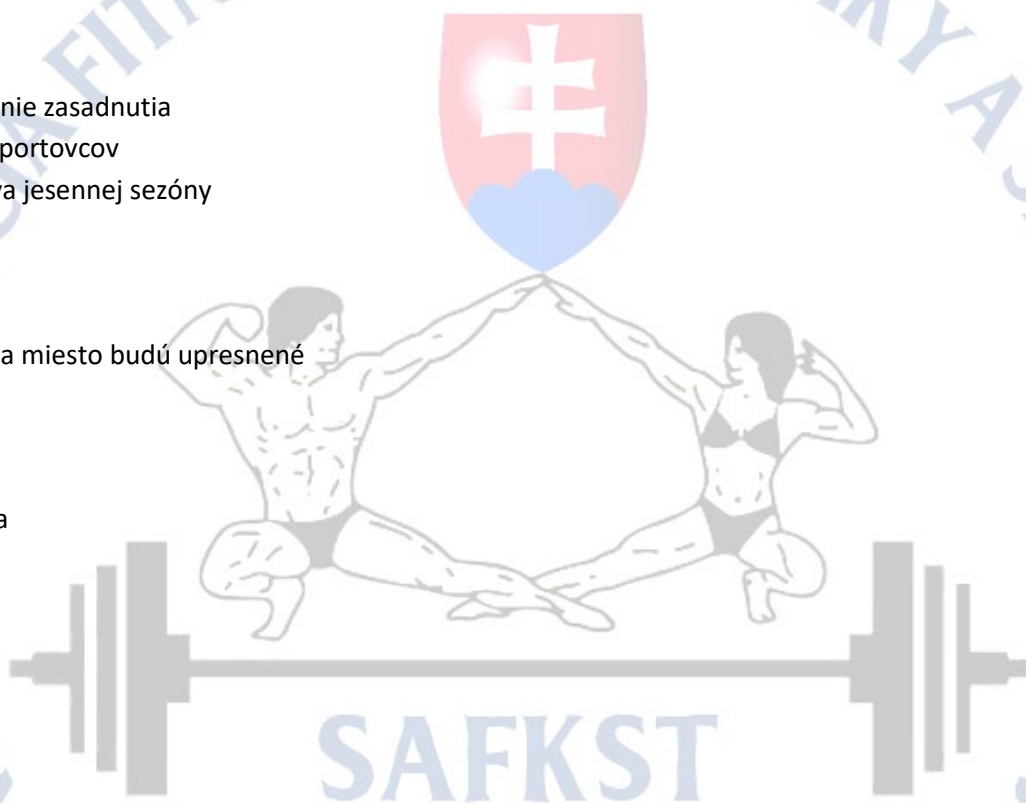 nie zasadnutia
portovcov
a jesennej sezóny
a miesto budú upresnené
a
SAFKST